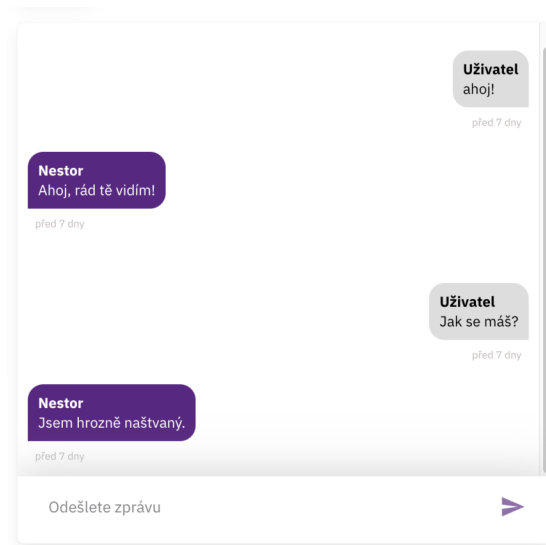 Uživatel
ahoj!
před 7 dny
Nestor
Ahoj, rád tě vidím!
před 7 dny
Uživatel
Jak se máš?
před 7 dny
Nestor
Jsem hrozně naštvaný.
před 7 dny
Odešlete zprávu